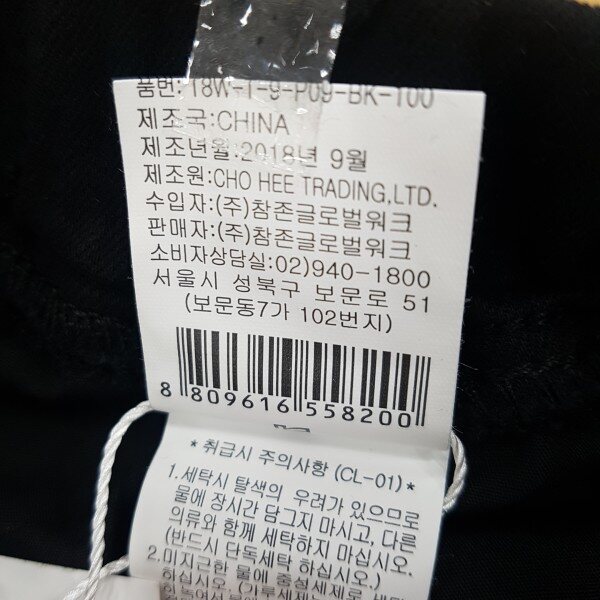 품번: 18W-T-9-P09-BK-100
제조국:CHINA
제조년월:2018년 9월
제조원:CHO HEE TRADING,LTD.
수입자:(주)참존글로벌워크
판매자:(주)참존글로벌워크
소비자상담실:02)940-1800
서울시 성북구 보문로 51
(보문동7가 102번지)
8 809616 558200
*취급시 주의사항 (CL-01)*
1.세탁시 탈색의 우려가 있으므로
물에 장시간 담그지 마시고, 다른
의류와 함께 세탁하지 마십시오.
(반드시 단독세탁 하십시오.)
2.미지근한 물에 중성세제로
하십시오